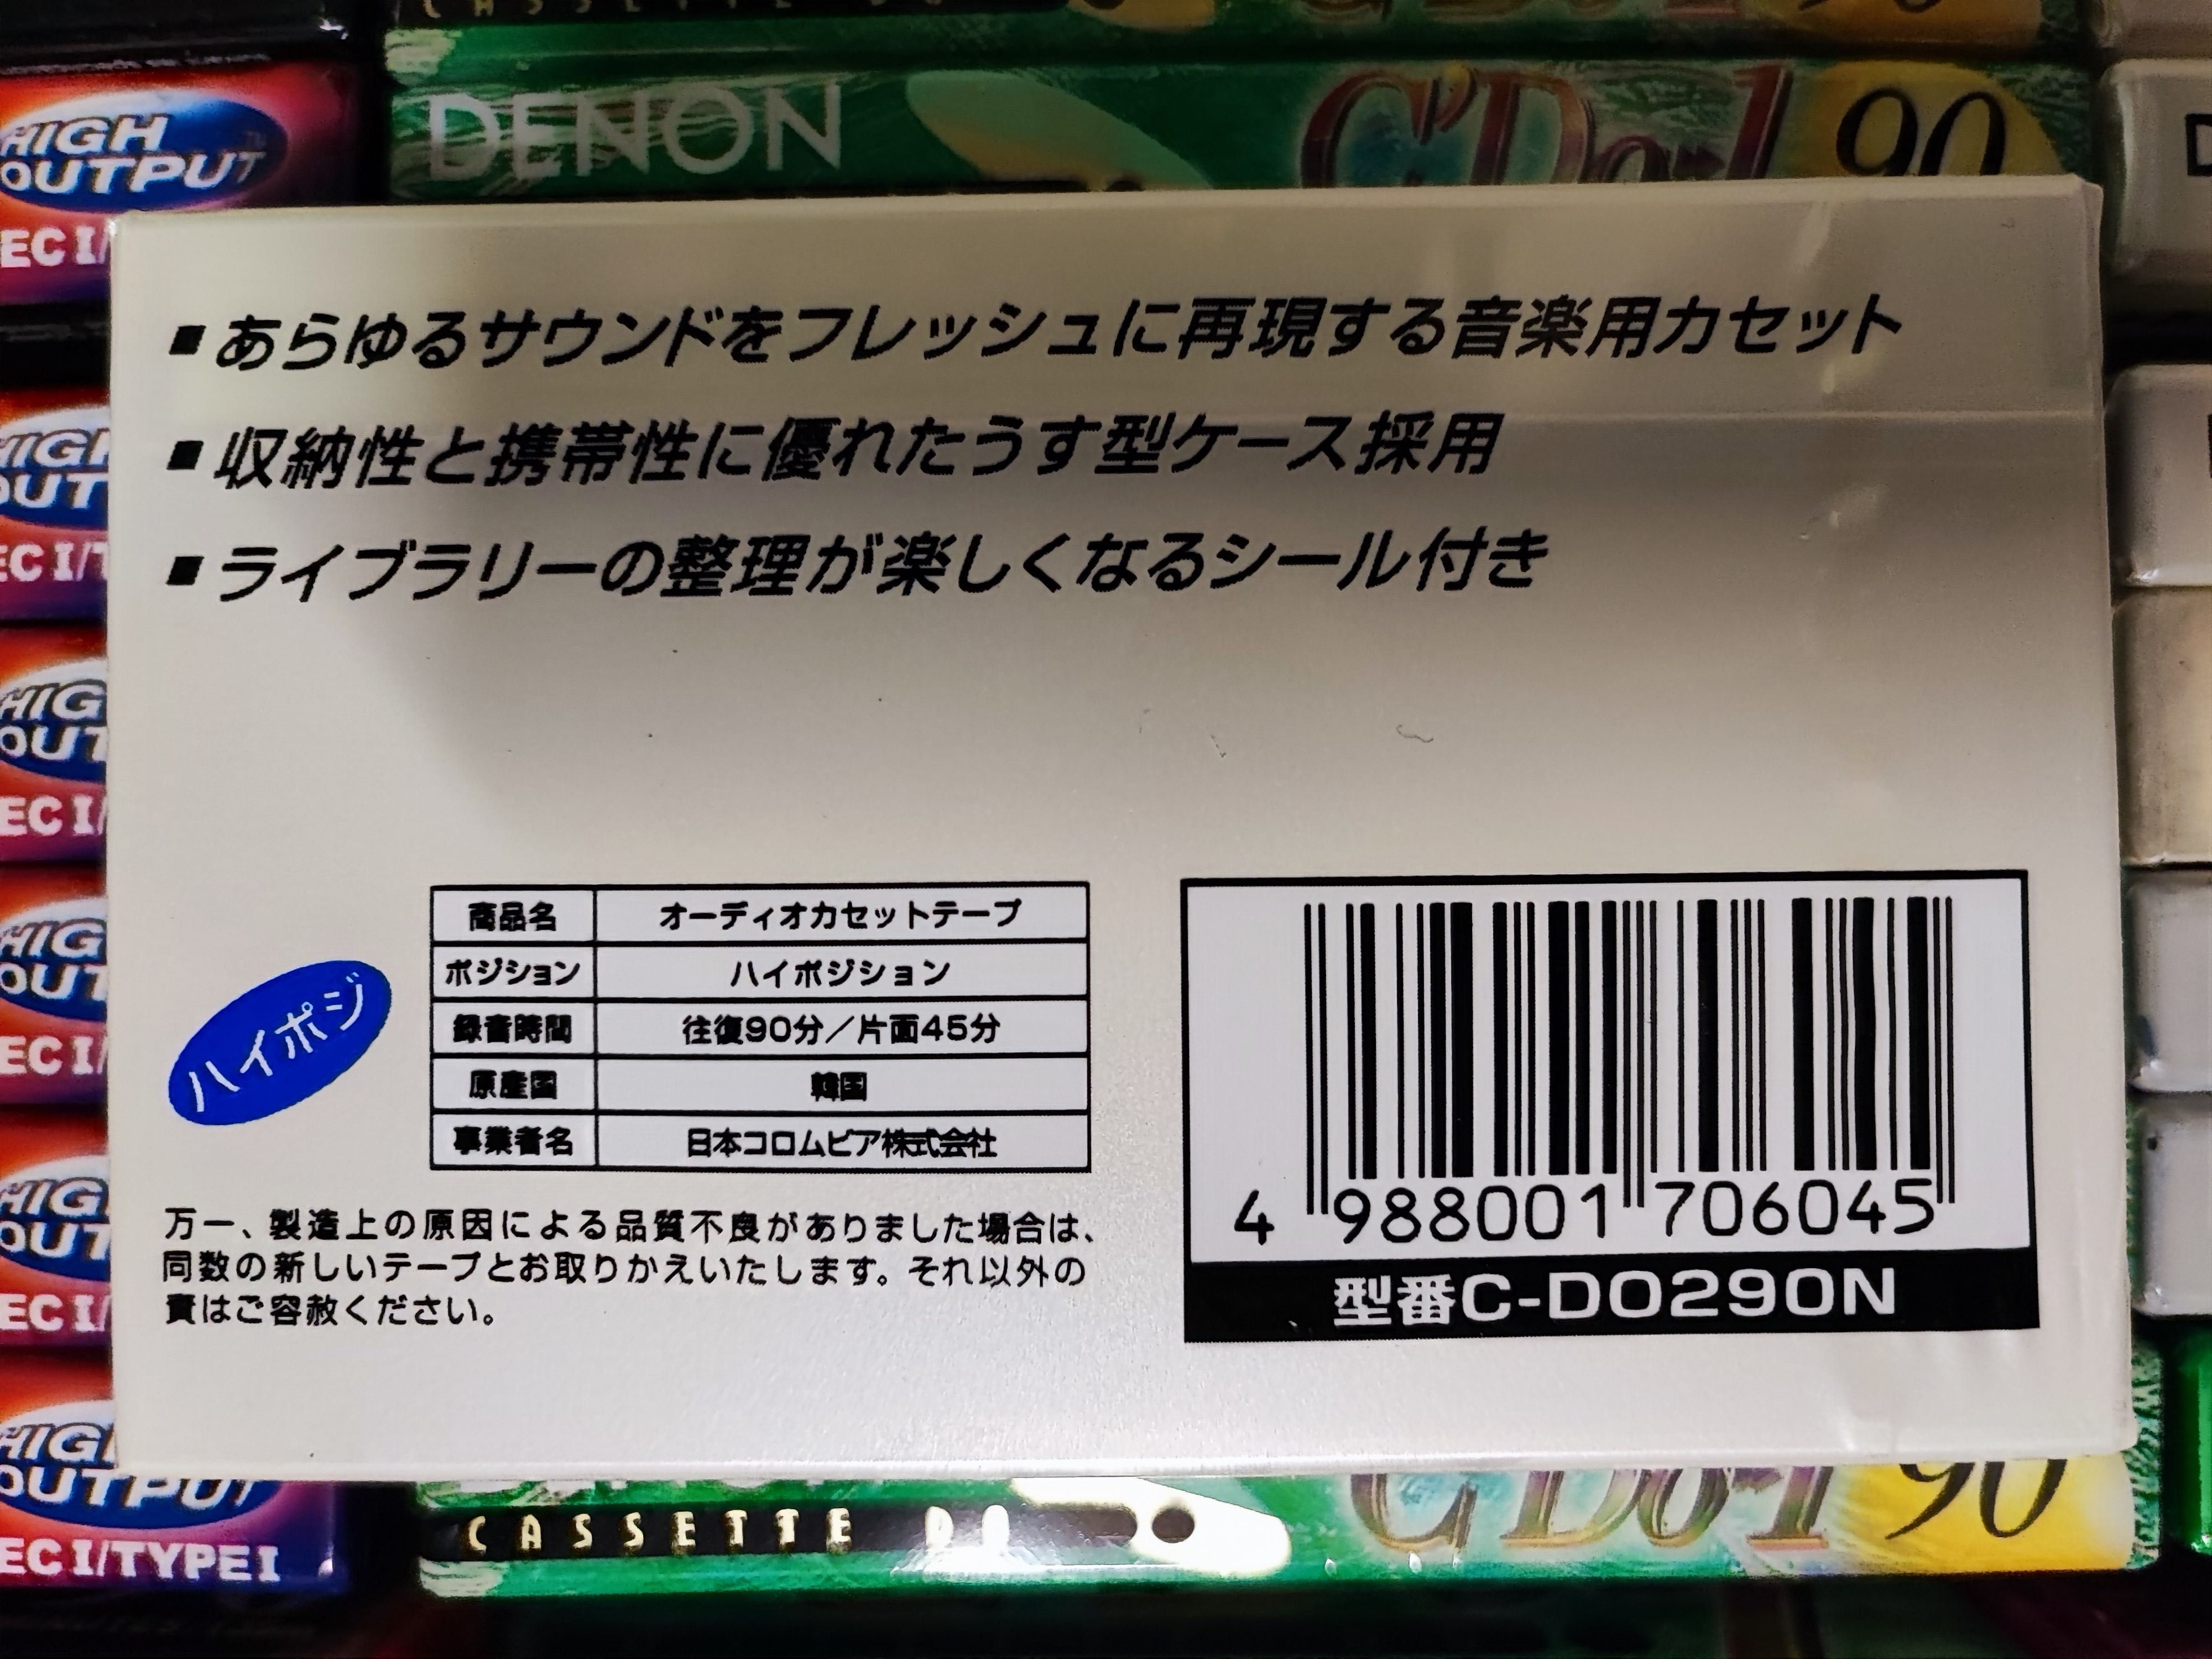 CASSETTE DO
90
HIGH
OUTPUT
DENON
C'Do-1 90
EC I/
■あらゆるサウンドをフレッシュに再現する音楽用カセット
■収納性と携帯性に優れたうす型ケース採用
■ライブラリーの整理が楽しくなるシール付き
ハイポジ
商品名 オーディオカセットテープ
ポジション ハイポジション
録音時間 往復90分/片面45分
原産国 韓国
事業者名 日本コロムビア株式会社
万一、製造上の原因による品質不良がありました場合は、
同数の新しいテープとお取りかえいたします。それ以外の
責はご容赦ください。
4 988001 706045
型番C-DO290N
OUTPUT
EC I/TYPE I
CASSETTE DO
C'Do-1 90